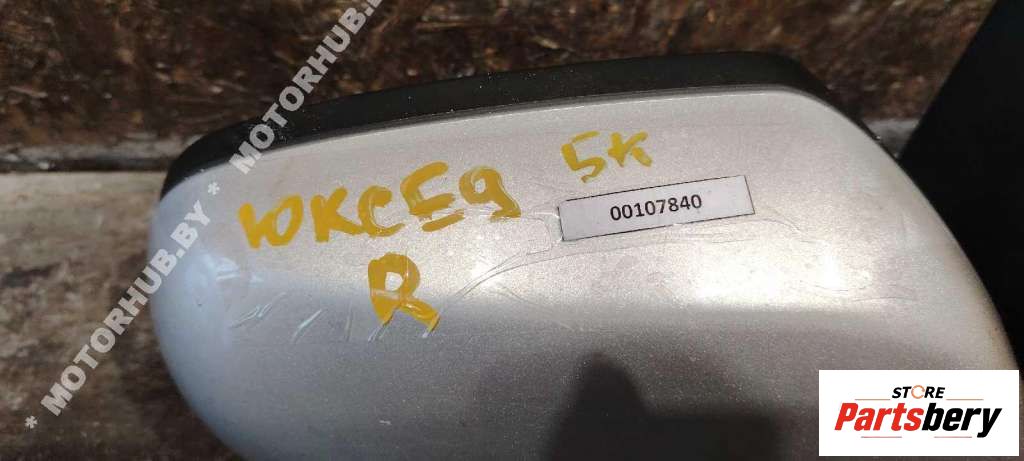 * MOTORHUB.BY * MOTORHUB.BY *
ЮКСЕ9 5К
00107840
R
STORE
Partsbery